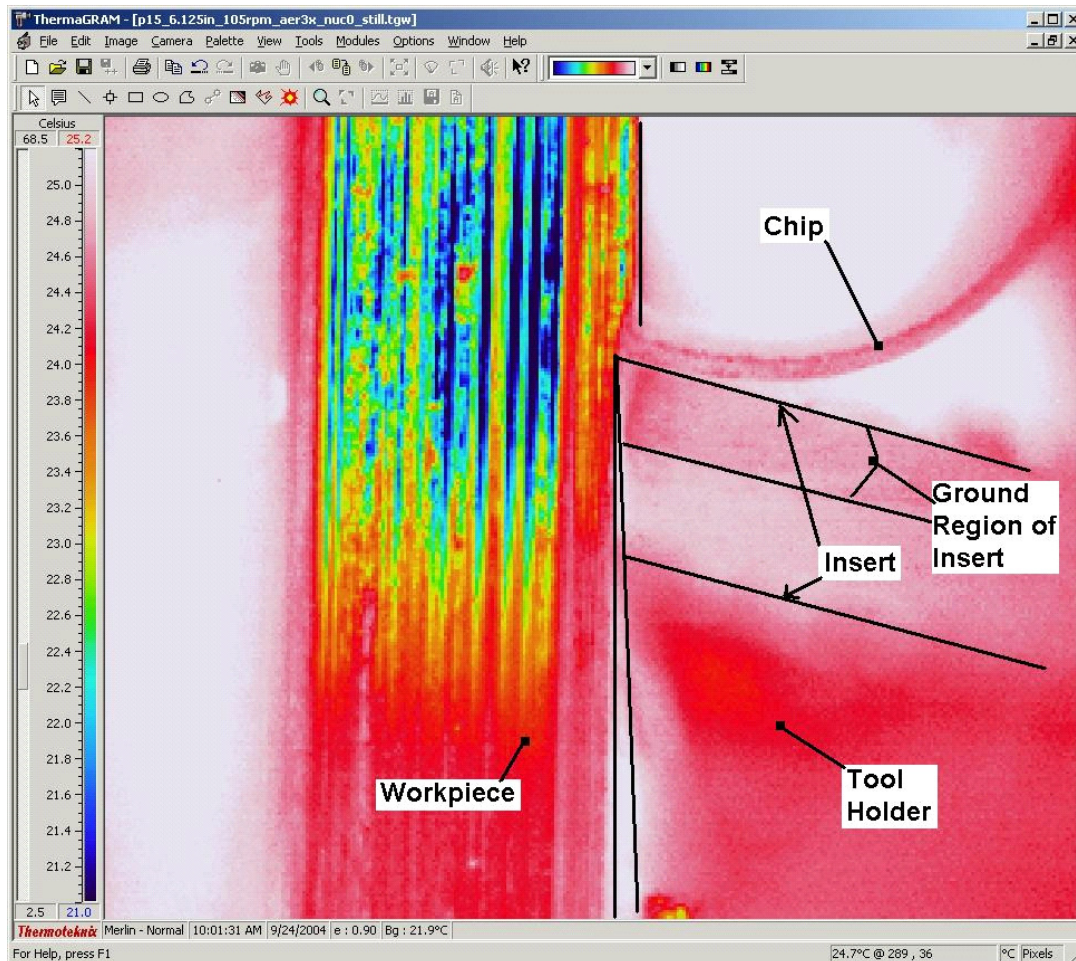 ThermaGRAM - [p15_6.125in_105rpm_aer3x_nuc0_still.tgw]
File Edit Image Camera Palette View Tools Modules Options Window Help
Celsius
68.5 25.2
25.0
24.8
24.6
24.4
24.2
24.0
23.8
23.6
23.4
23.2
23.0
22.8
22.6
22.4
22.2
22.0
21.8
21.6
21.4
21.2
2.5 21.0
Chip
Ground
Region of
Insert
Insert
Workpiece
Tool
Holder
Thermoteknix Merlin - Normal 10:01:31 AM 9/24/2004 e : 0.90 Bg : 21.9°C
For Help, press F1 24.7°C @ 289 , 36 °C Pixels